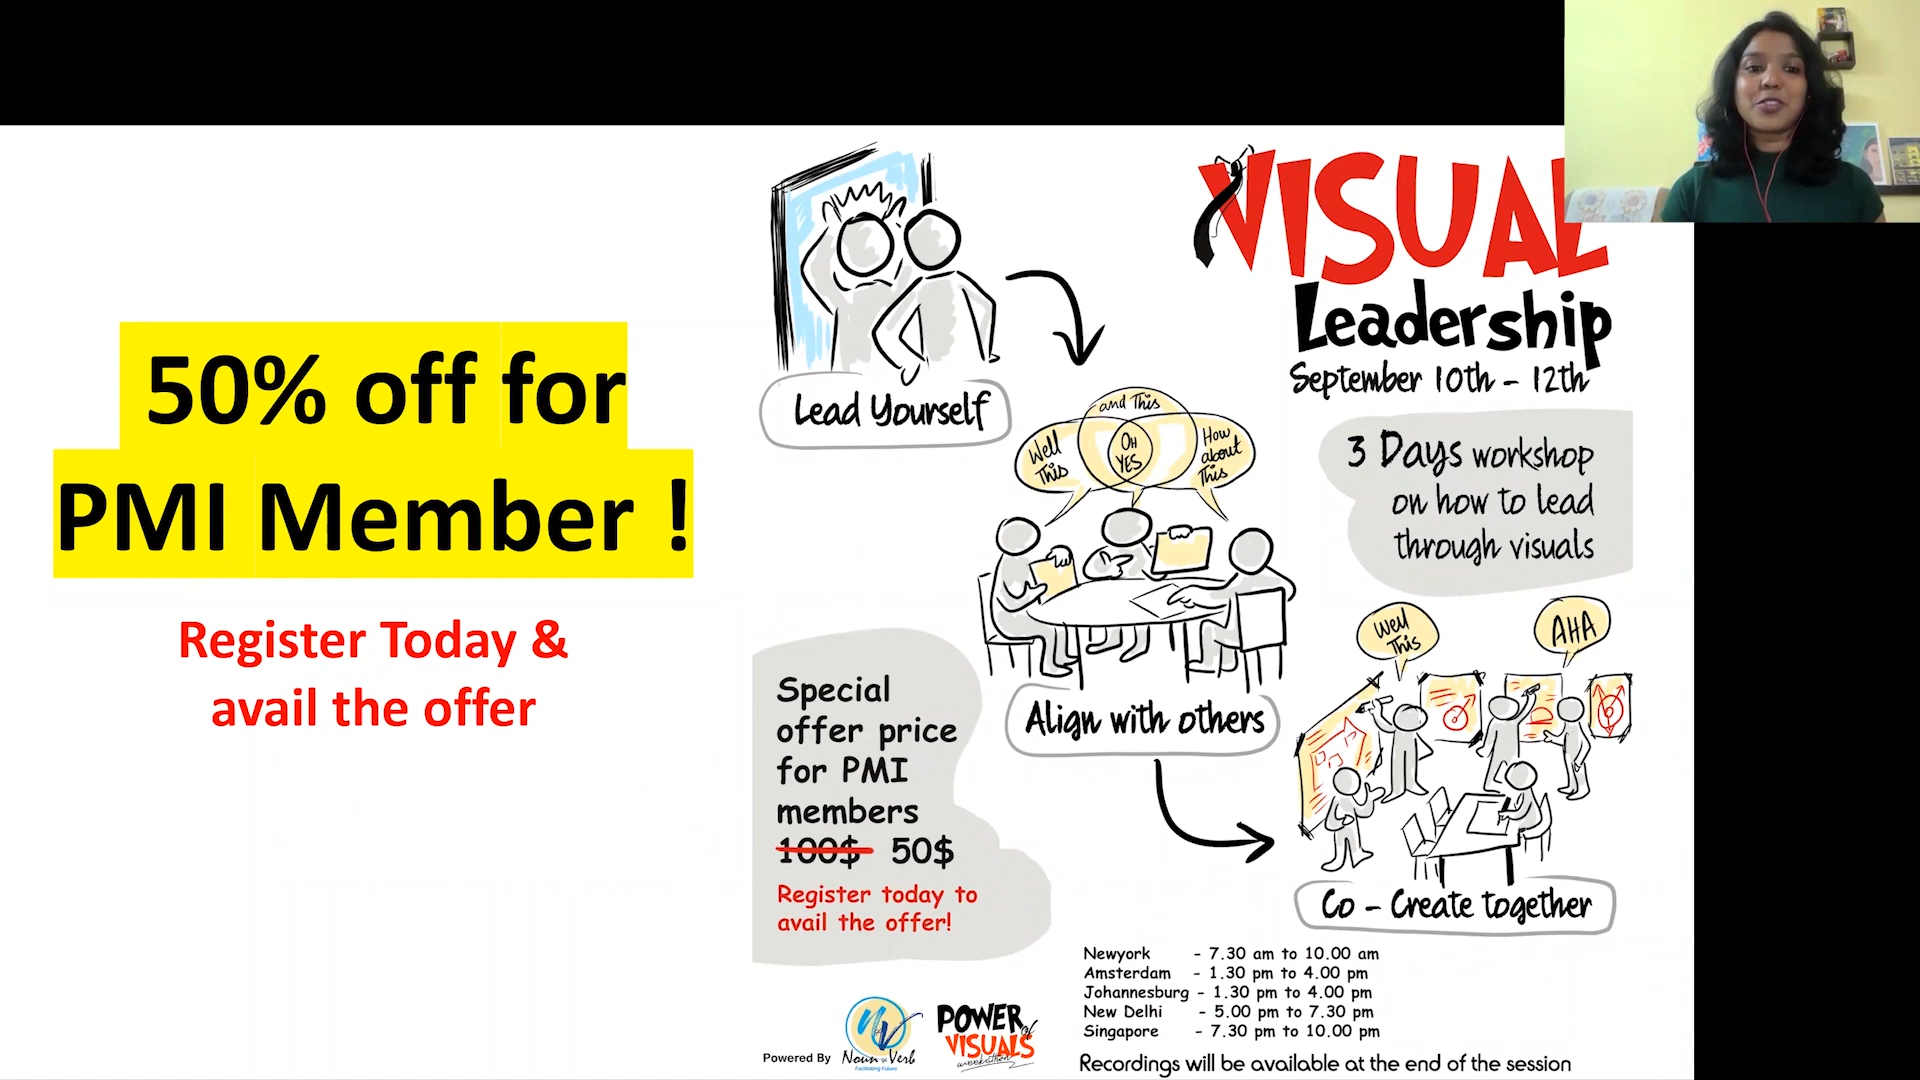 50% off for
PMI Member !
Register Today &
avail the offer
VISUAL
Leadership
September 10th - 12th
3 Days workshop
on how to lead
through visuals
Lead Yourself
and This
Well
This
OH
YES
How
about
This
Align with others
Well
This
AHA
Co - Create together
Special
offer price
for PMI
members
100$ 50$
Register today to
avail the offer!
Newyork - 7.30 am to 10.00 am
Amsterdam - 1.30 pm to 4.00 pm
Johannesburg - 1.30 pm to 4.00 pm
New Delhi - 5.00 pm to 7.30 pm
Singapore - 7.30 pm to 10.00 pm
Recordings will be available at the end of the session
Powered By
Noun & Verb
Facilitating Future
POWER
of
VISUALS
weekathon